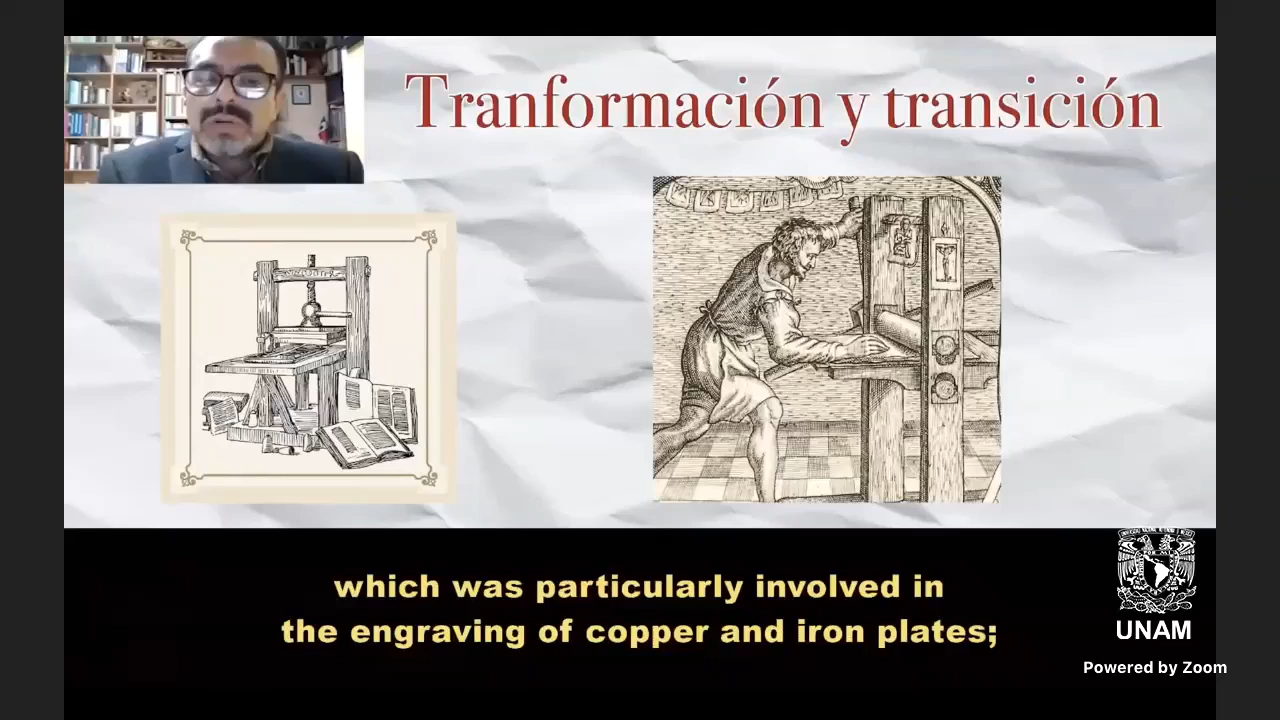 Tranformación y transición
which was particularly involved in
the engraving of copper and iron plates;
UNAM
Powered by Zoom